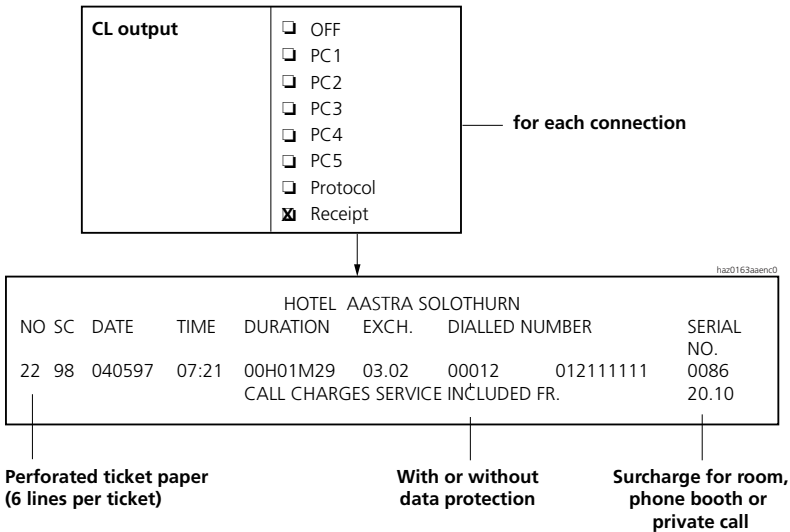 CL output
OFF
PC1
PC2
PC3
PC4
PC5
Protocol
Receipt
for each connection
haz0163aaenc0
HOTEL AASTRA SOLOTHURN
NO SC DATE TIME DURATION EXCH. DIALLED NUMBER SERIAL NO.
22 98 040597 07:21 00H01M29 03.02 00012 012111111 0086
CALL CHARGES SERVICE INCLUDED FR. 20.10
Perforated ticket paper
(6 lines per ticket)
With or without
data protection
Surcharge for room,
phone booth or
private call